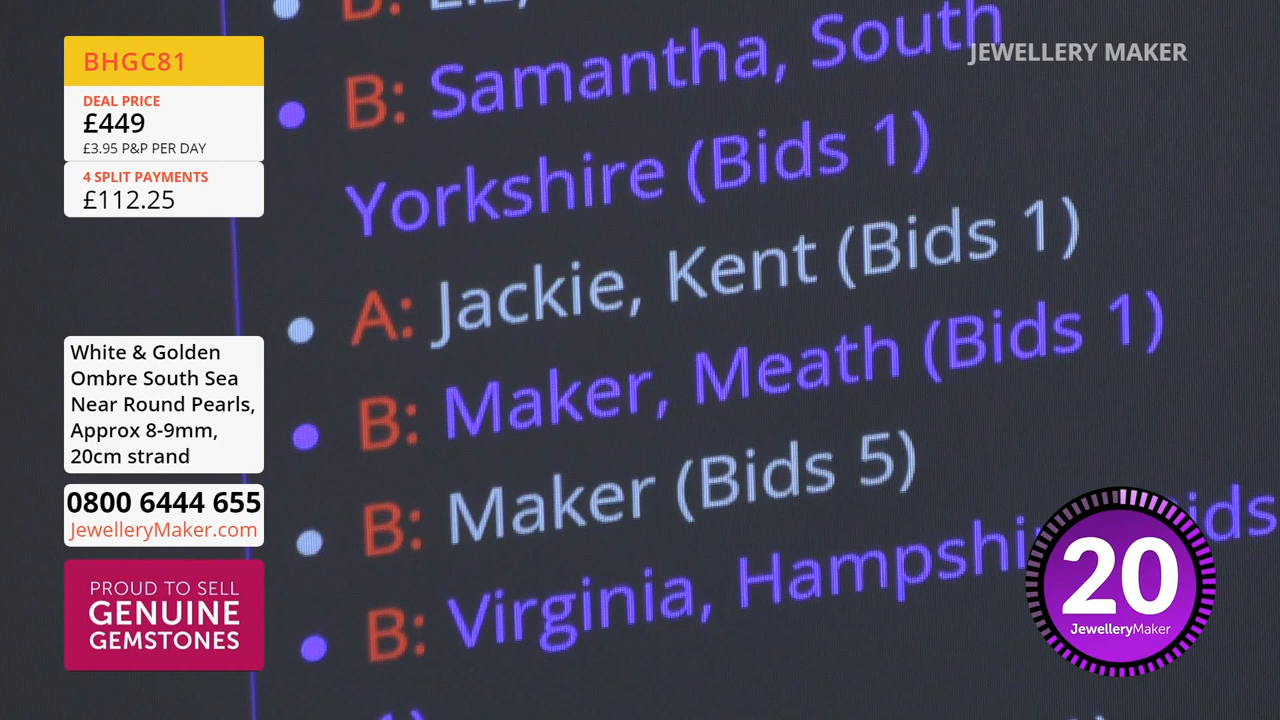 BHGC81
DEAL PRICE
£449
£3.95 P&P PER DAY
4 SPLIT PAYMENTS
£112.25
White & Golden
Ombre South Sea
Near Round Pearls,
Approx 8-9mm,
20cm strand
0800 6444 655
JewelleryMaker.com
PROUD TO SELL
GENUINE
GEMSTONES
JEWELLERY MAKER
B:
B: Samantha, South
Yorkshire (Bids 1)
A: Jackie, Kent (Bids 1)
B: Maker, Meath (Bids 1)
B: Maker (Bids 5)
B: Virginia,
20
JewelleryMaker